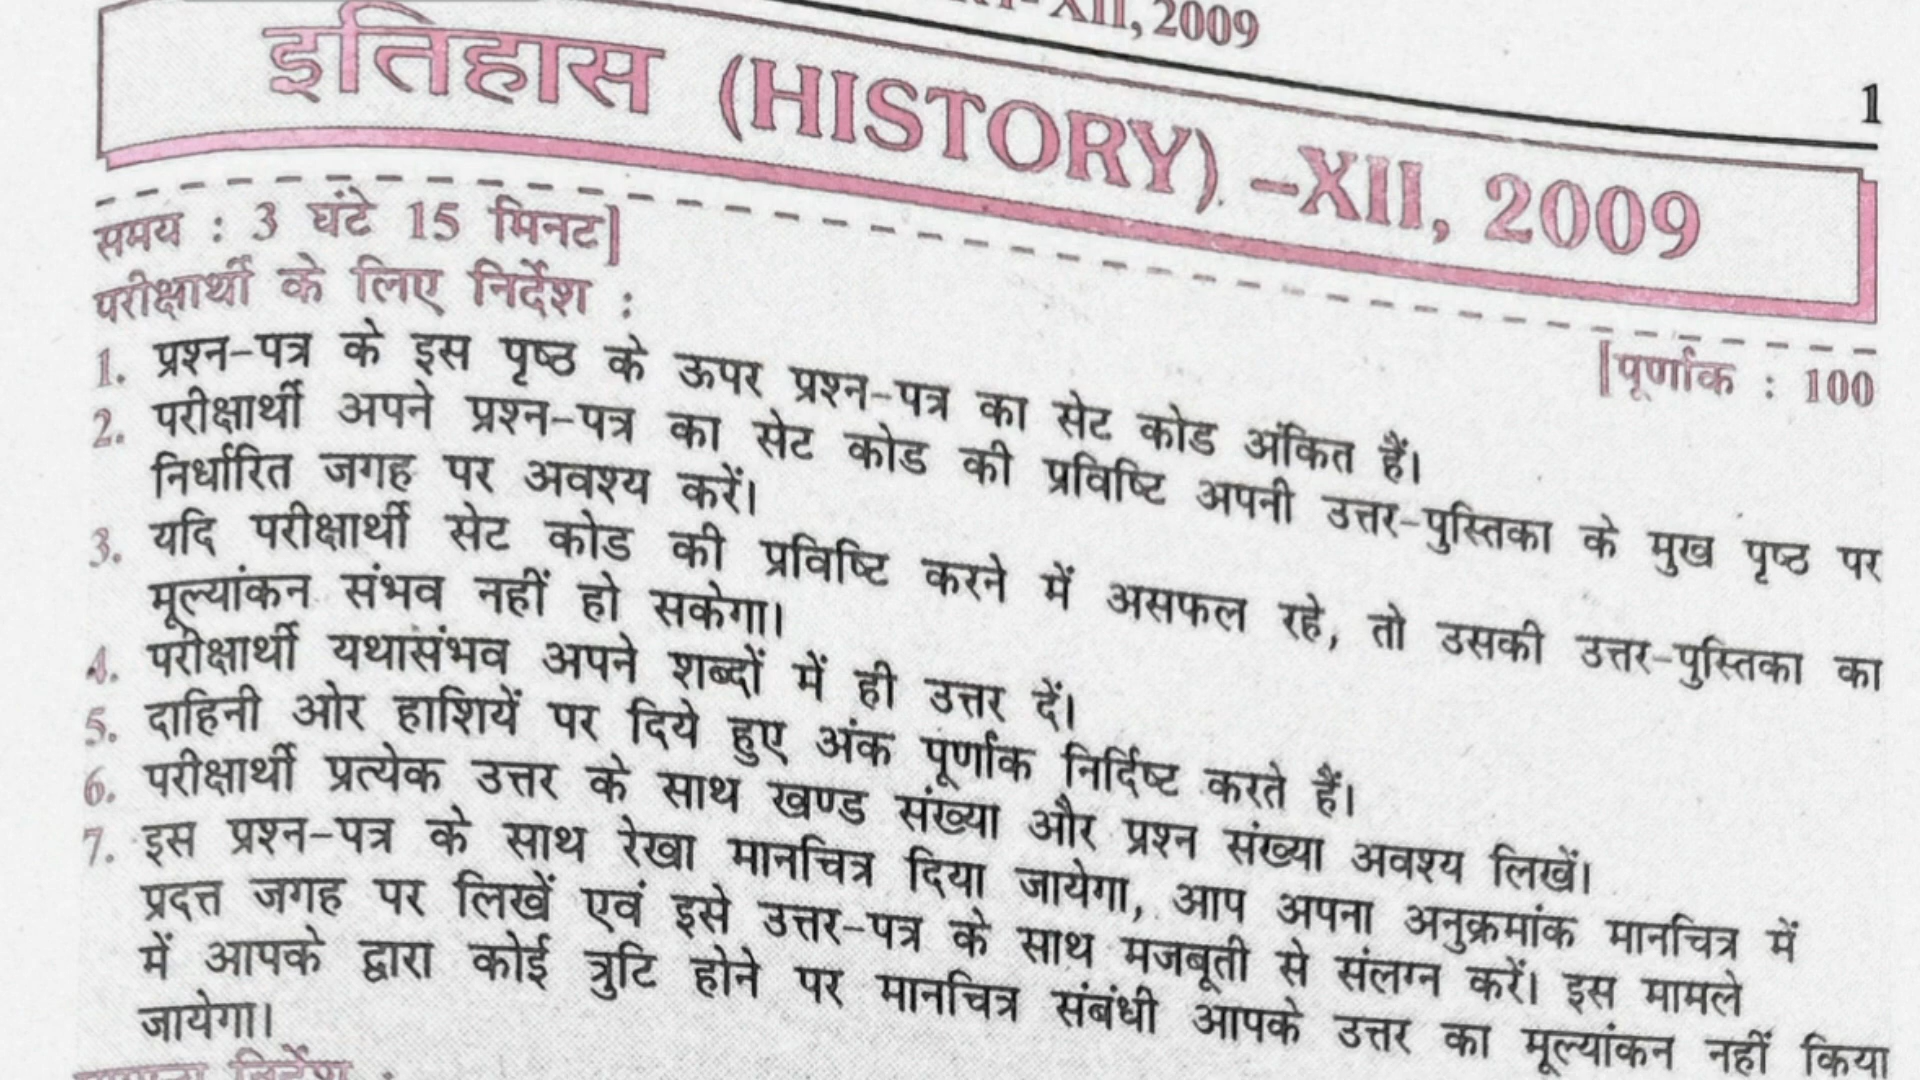 XII, 2009
1
इतिहास (HISTORY) –XII, 2009
समय : 3 घंटे 15 मिनट]
[पूर्णांक : 100
परीक्षार्थी के लिए निर्देश :
1. प्रश्न-पत्र के इस पृष्ठ के ऊपर प्रश्न-पत्र का सेट कोड अंकित हैं।
2. परीक्षार्थी अपने प्रश्न-पत्र का सेट कोड की प्रविष्टि अपनी उत्तर-पुस्तिका के मुख पृष्ठ पर
निर्धारित जगह पर अवश्य करें।
3. यदि परीक्षार्थी सेट कोड की प्रविष्टि करने में असफल रहे, तो उसकी उत्तर-पुस्तिका का
मूल्यांकन संभव नहीं हो सकेगा।
4. परीक्षार्थी यथासंभव अपने शब्दों में ही उत्तर दें।
5. दाहिनी ओर हाशियें पर दिये हुए अंक पूर्णांक निर्दिष्ट करते हैं।
6. परीक्षार्थी प्रत्येक उत्तर के साथ खण्ड संख्या और प्रश्न संख्या अवश्य लिखें।
7. इस प्रश्न-पत्र के साथ रेखा मानचित्र दिया जायेगा, आप अपना अनुक्रमांक मानचित्र में
प्रदत्त जगह पर लिखें एवं इसे उत्तर-पत्र के साथ मजबूती से संलग्न करें। इस मामले
में आपके द्वारा कोई त्रुटि होने पर मानचित्र संबंधी आपके उत्तर का मूल्यांकन नहीं किया
जायेगा।
निर्देश :